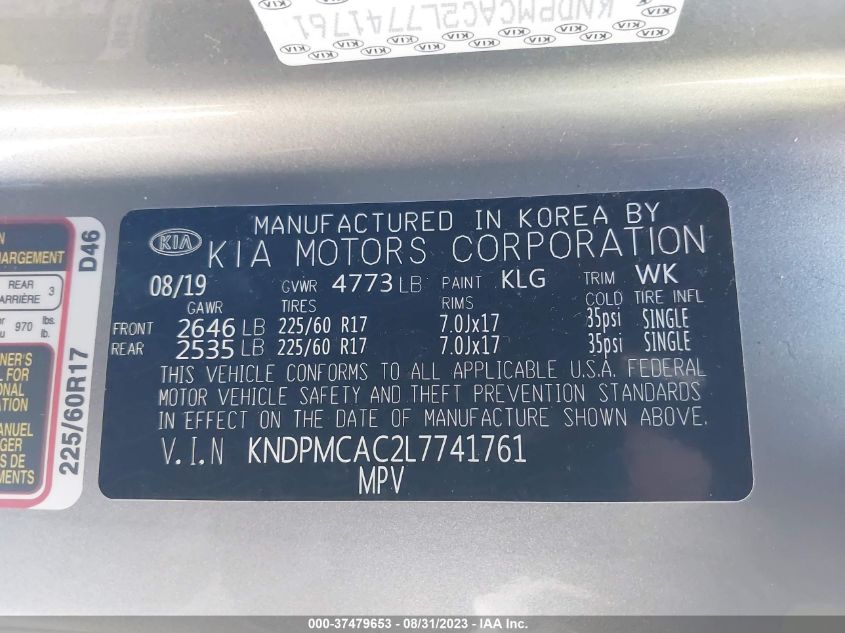 KNDPMCAC2L7741761
MANUFACTURED IN KOREA BY
KIA
KIA MOTORS CORPORATION
08/19 GVWR 4773 LB PAINT KLG TRIM WK
GAWR TIRES RIMS COLD TIRE INFL
FRONT 2646 LB 225/60 R17 7.0Jx17 35psi SINGLE
REAR 2535 LB 225/60 R17 7.0Jx17 35psi SINGLE
THIS VEHICLE CONFORMS TO ALL APPLICABLE U.S.A. FEDERAL
MOTOR VEHICLE SAFETY AND THEFT PREVENTION STANDARDS
IN EFFECT ON THE DATE OF MANUFACTURE SHOWN ABOVE.
V.I.N KNDPMCAC2L7741761
MPV
REAR 3
970 lbs.
lb.
225/60R17 D46
000-37479653 - 08/31/2023 - IAA Inc.